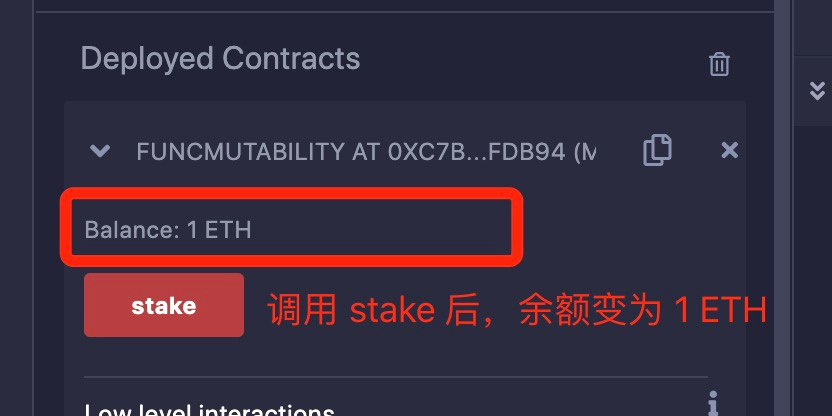 Deployed Contracts
FUNCMUTABILITY AT 0XC7B...FDB94 (M
Balance: 1 ETH
stake
调用 stake 后，余额变为 1 ETH
Low level interactions